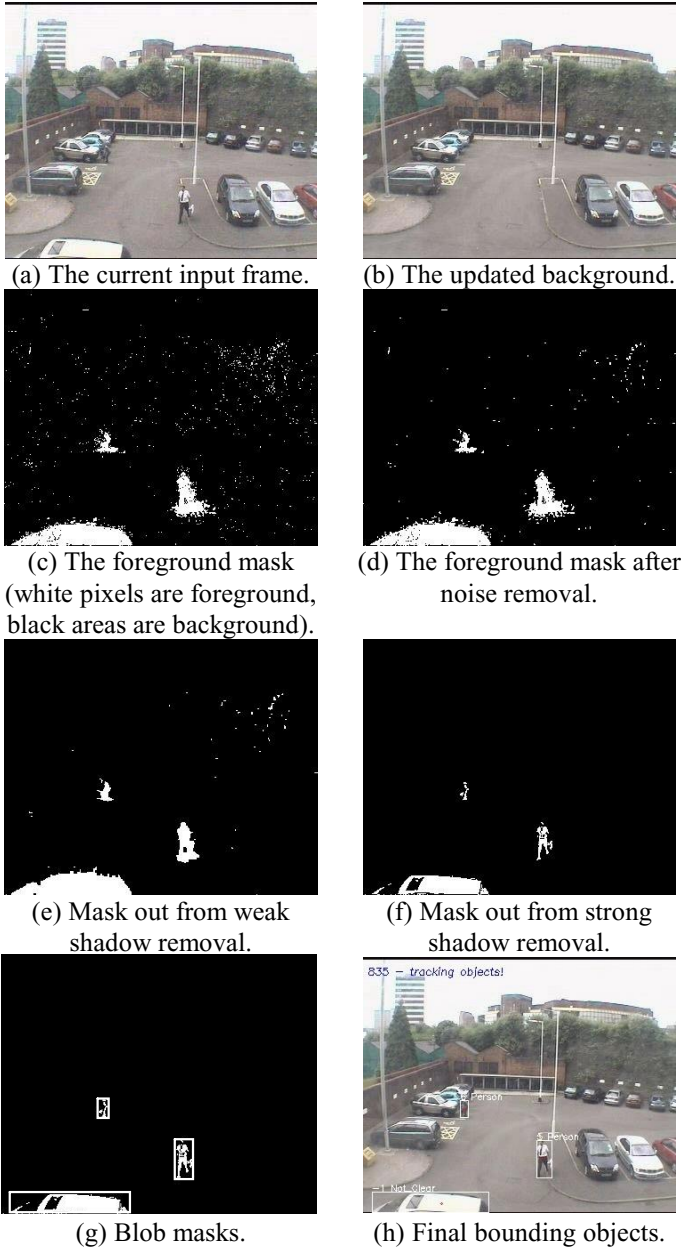 (a) The current input frame.
(b) The updated background.
(c) The foreground mask
(white pixels are foreground,
black areas are background).
(d) The foreground mask after
noise removal.
(e) Mask out from weak
shadow removal.
(f) Mask out from strong
shadow removal.
835 - tracking objects!
Person
5 Person
-1 Not Clear
(g) Blob masks.
(h) Final bounding objects.